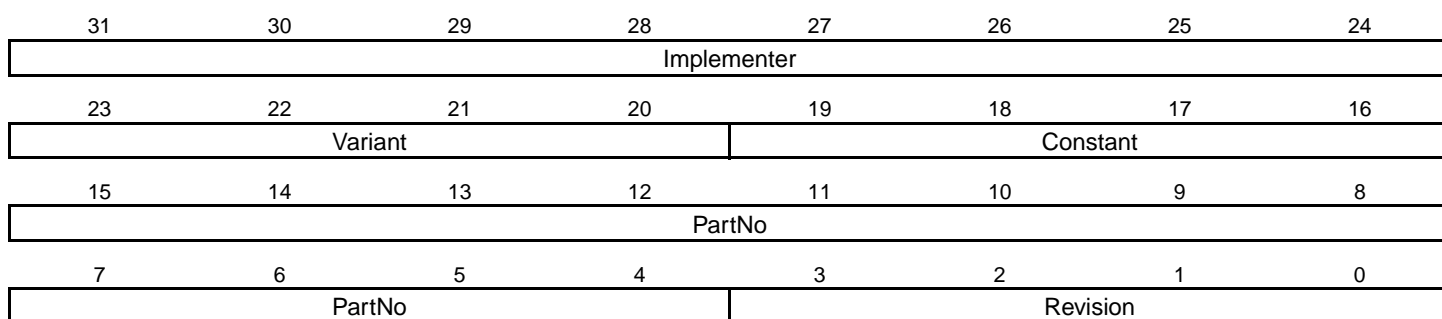 31 30 29 28 27 26 25 24
Implementer
23 22 21 20 19 18 17 16
Variant Constant
15 14 13 12 11 10 9 8
PartNo
7 6 5 4 3 2 1 0
PartNo Revision